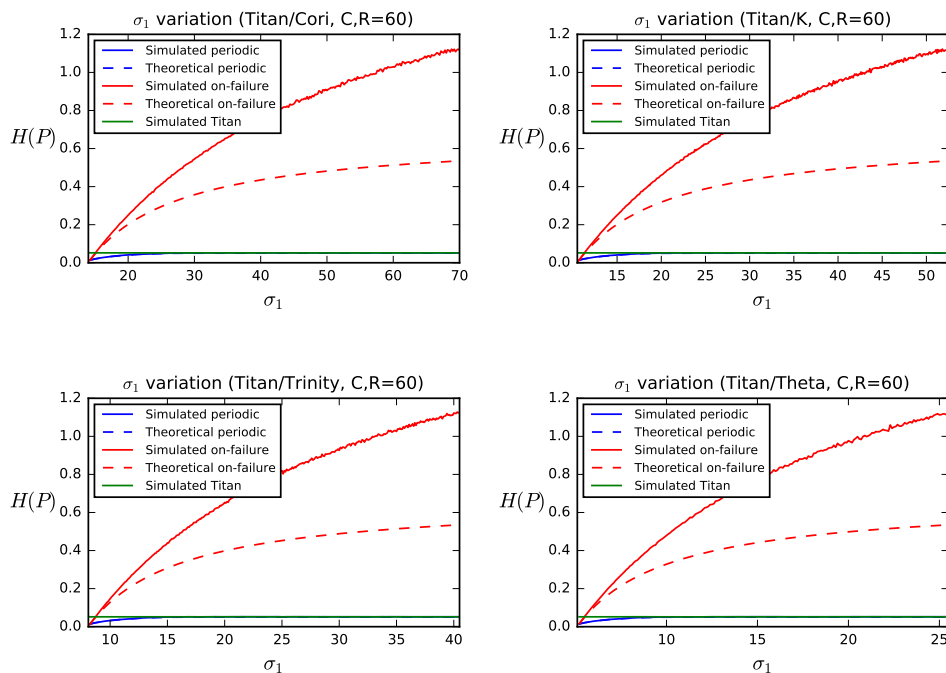 σ₁ variation (Titan/Cori, C,R=60)
1.2
1.0
0.8
0.6
0.4
0.2
0.0
H(P)
Simulated periodic
Theoretical periodic
Simulated on-failure
Theoretical on-failure
Simulated Titan
20 30 40 50 60 70
σ₁
σ₁ variation (Titan/K, C,R=60)
1.2
1.0
0.8
0.6
0.4
0.2
0.0
H(P)
Simulated periodic
Theoretical periodic
Simulated on-failure
Theoretical on-failure
Simulated Titan
15 20 25 30 35 40 45 50
σ₁
σ₁ variation (Titan/Trinity, C,R=60)
1.2
1.0
0.8
0.6
0.4
0.2
0.0
H(P)
Simulated periodic
Theoretical periodic
Simulated on-failure
Theoretical on-failure
Simulated Titan
10 15 20 25 30 35 40
σ₁
σ₁ variation (Titan/Theta, C,R=60)
1.2
1.0
0.8
0.6
0.4
0.2
0.0
H(P)
Simulated periodic
Theoretical periodic
Simulated on-failure
Theoretical on-failure
Simulated Titan
10 15 20 25
σ₁